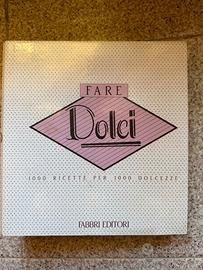 FARE
Dolci
1000 RICETTE PER 1000 DOLCEZZE
FABBRI EDITORI